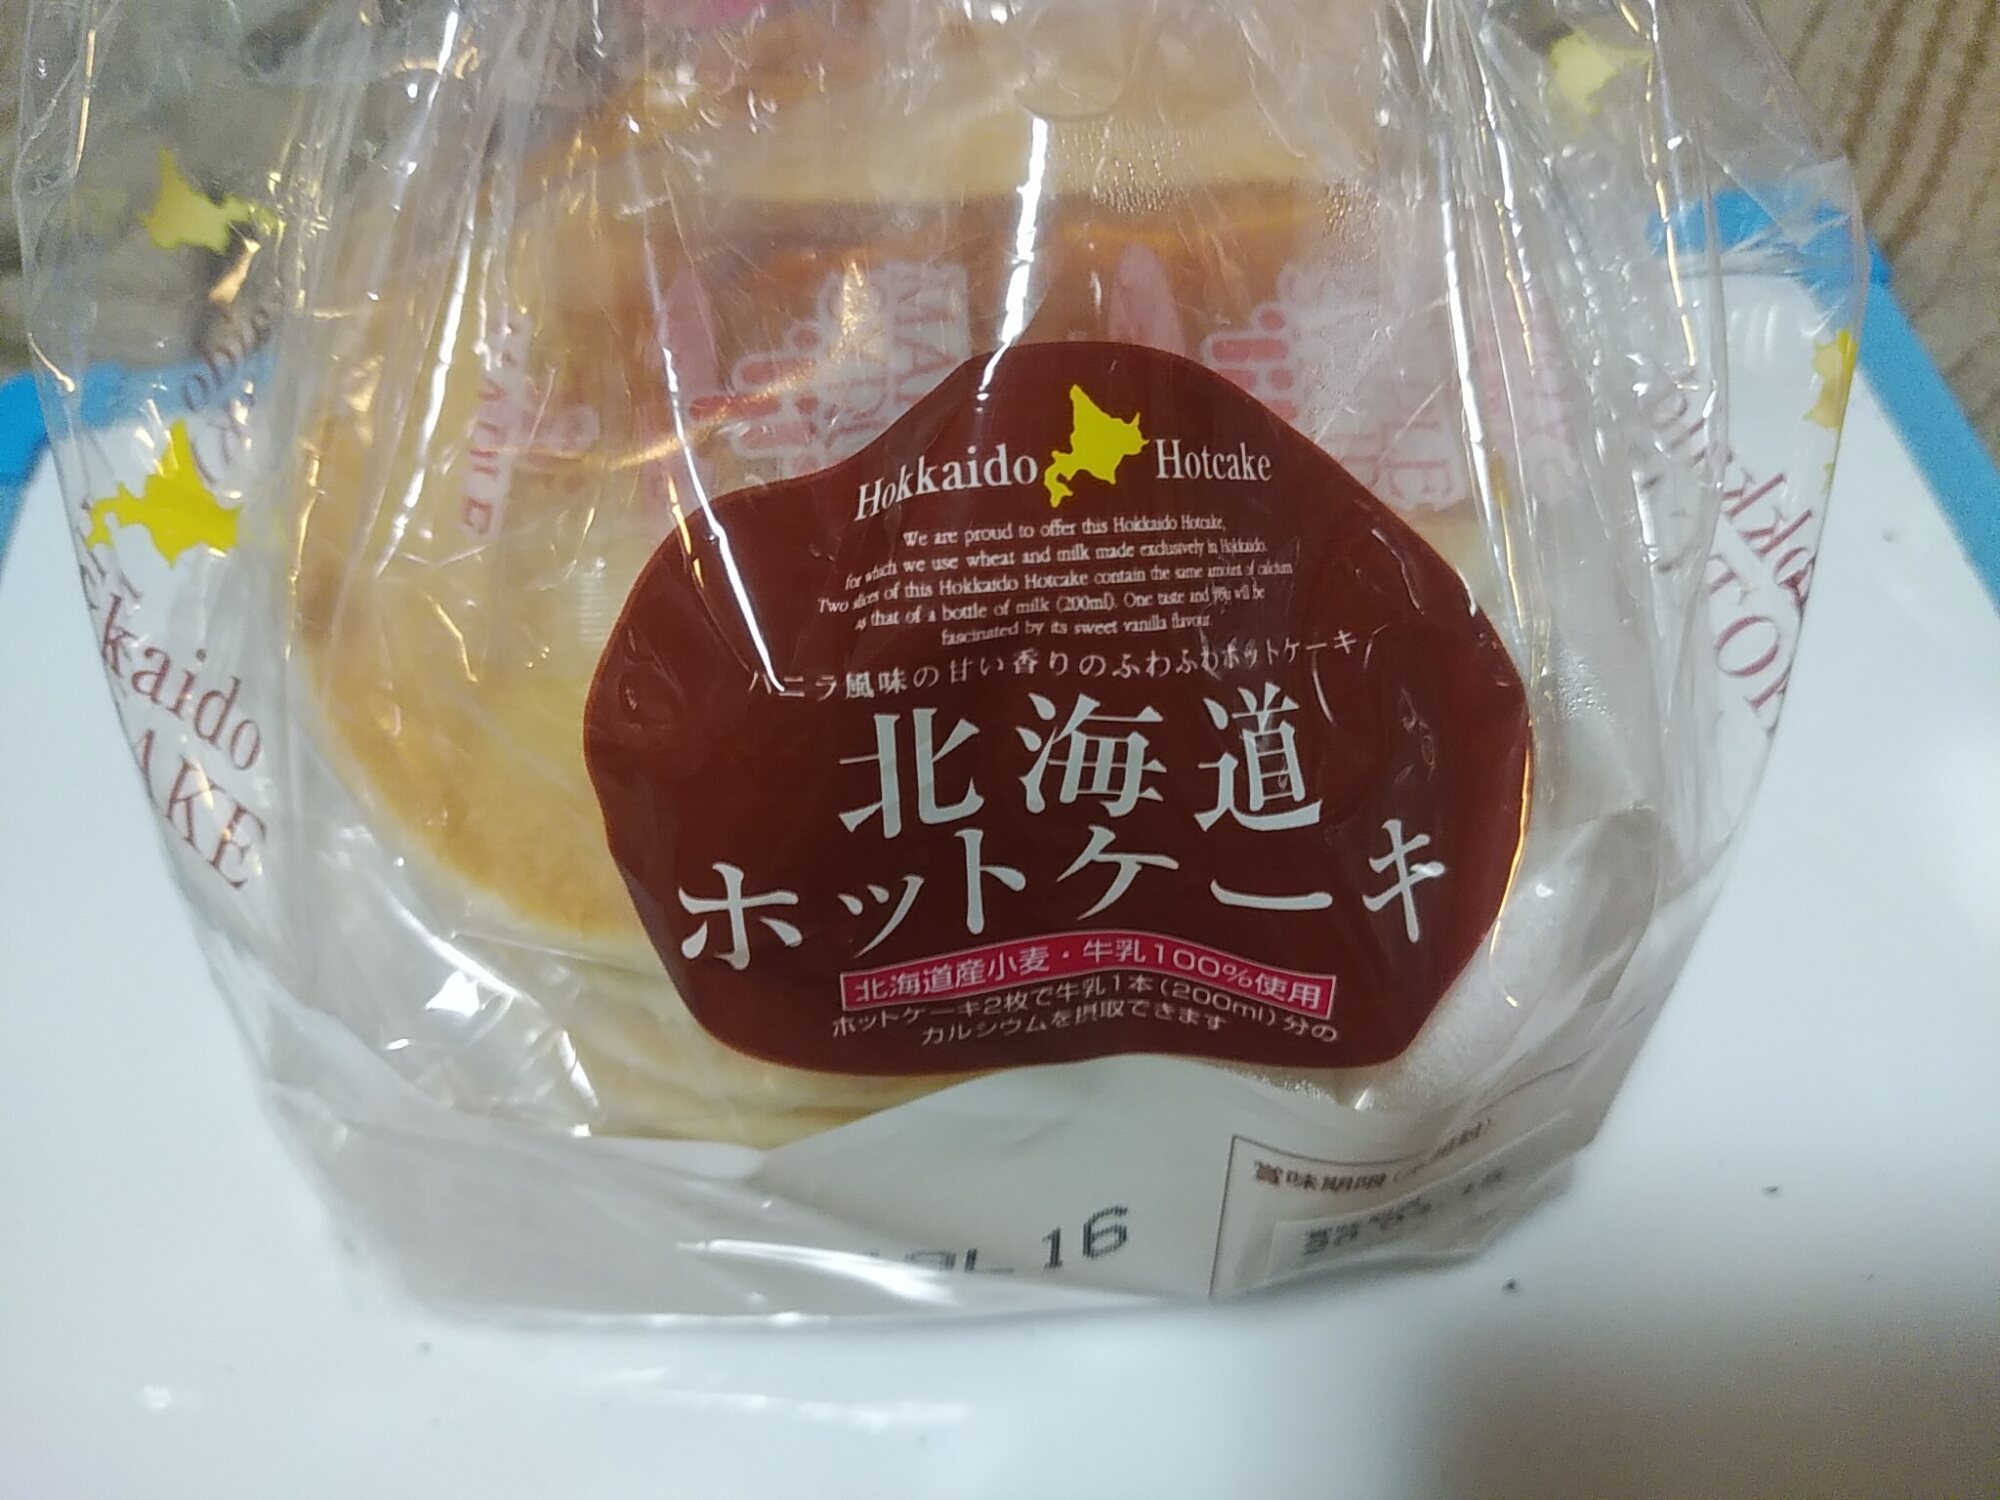 Hokkaido Hotcake
We are proud to offer this Hokkaido Hotcake,
for which we use wheat and milk made exclusively in Hokkaido.
Two slices of this Hokkaido Hotcake contain the same amount of calcium
as that of a bottle of milk (200ml). One taste and you will be
fascinated by its sweet vanilla flavour.
バニラ風味の甘い香りのふわふわホットケーキ
北海道
ホットケーキ
北海道産小麦・牛乳100%使用
ホットケーキ2枚で牛乳1本(200ml)分の
カルシウムを摂取できます
kkaido
AKE
賞味期限
16